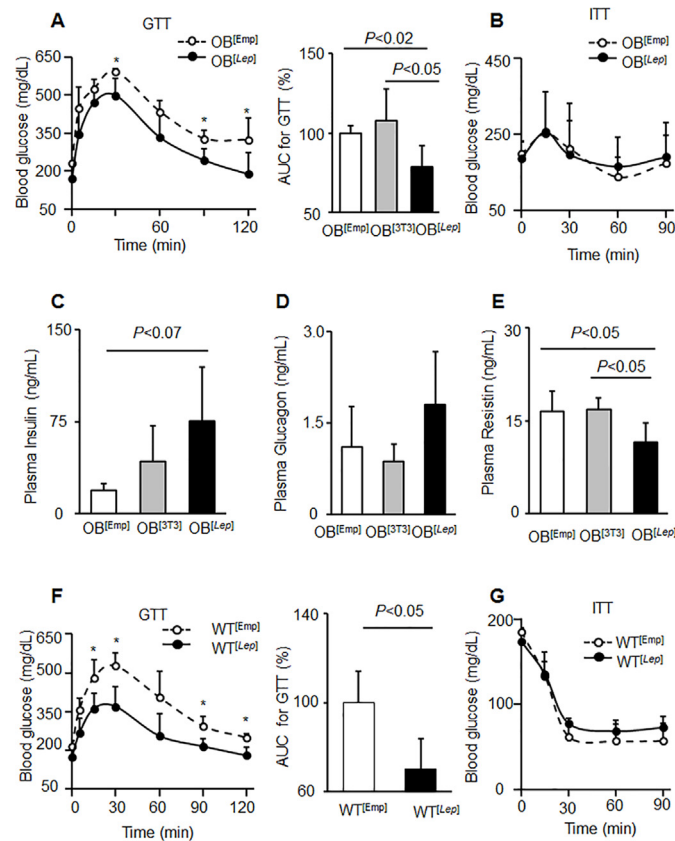 A
GTT
OB[Emp]
OB[Lep]
Blood glucose (mg/dL)
650
500
350
200
50
*
*
*
0 30 60 90 120
Time (min)
AUC for GTT (%)
150
100
50
P<0.02
P<0.05
OB[Emp] OB[3T3] OB[Lep]
B
ITT
OB[Emp]
OB[Lep]
Blood glucose (mg/dL)
450
250
50
0 30 60 90
Time (min)
C
Plasma Insulin (ng/mL)
150
75
0
P<0.07
OB[Emp] OB[3T3] OB[Lep]
D
Plasma Glucagon (ng/mL)
3.0
1.5
0
OB[Emp] OB[3T3] OB[Lep]
E
Plasma Resistin (ng/mL)
30
15
0
P<0.05
P<0.05
OB[Emp] OB[3T3] OB[Lep]
F
GTT
WT[Emp]
WT[Lep]
Blood glucose (mg/dL)
650
500
350
200
50
*
*
*
*
0 30 60 90 120
Time (min)
AUC for GTT (%)
140
100
60
P<0.05
WT[Emp] WT[Lep]
G
ITT
WT[Emp]
WT[Lep]
Blood glucose (mg/dL)
200
100
0
0 30 60 90
Time (min)